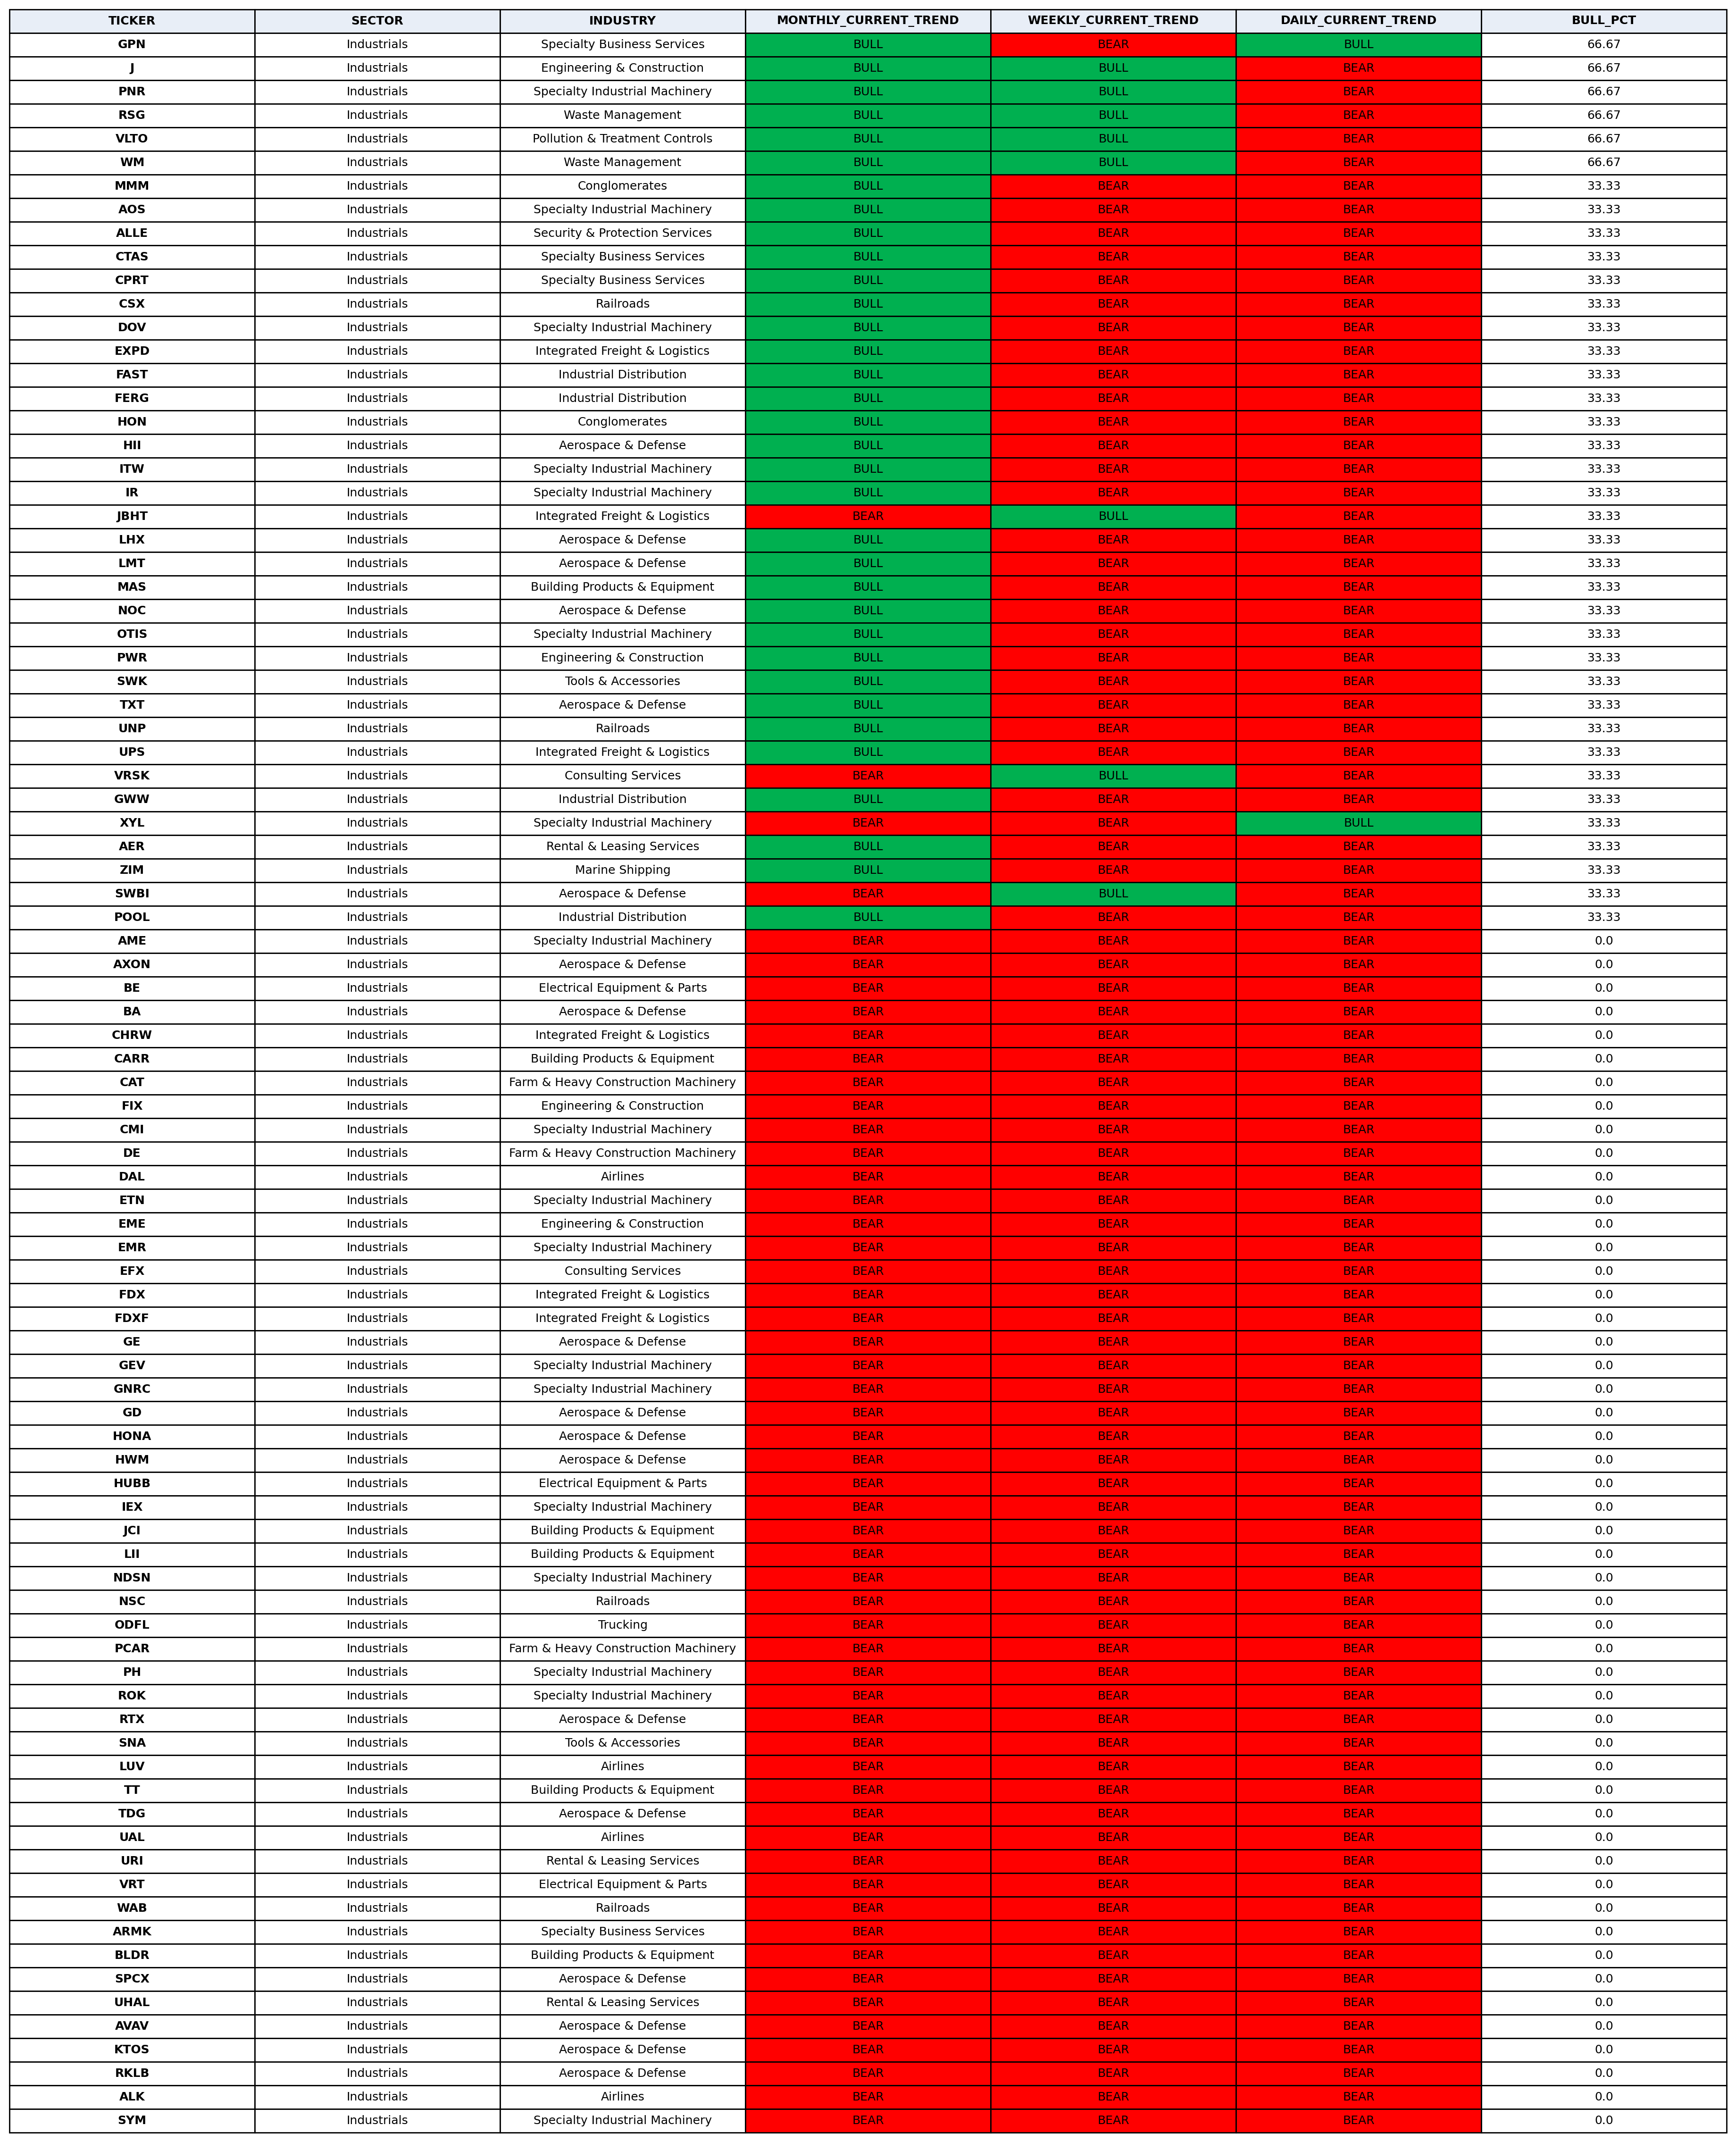 TICKER SECTOR INDUSTRY MONTHLY_CURRENT_TREND WEEKLY_CURRENT_TREND DAILY_CURRENT_TREND BULL_PCT
GPN Industrials Specialty Business Services BULL BEAR BULL 66.67
J Industrials Engineering & Construction BULL BULL BEAR 66.67
PNR Industrials Specialty Industrial Machinery BULL BULL BEAR 66.67
RSG Industrials Waste Management BULL BULL BEAR 66.67
VLTO Industrials Pollution & Treatment Controls BULL BULL BEAR 66.67
WM Industrials Waste Management BULL BULL BEAR 66.67
MMM Industrials Conglomerates BULL BEAR BEAR 33.33
AOS Industrials Specialty Industrial Machinery BULL BEAR BEAR 33.33
ALLE Industrials Security & Protection Services BULL BEAR BEAR 33.33
CTAS Industrials Specialty Business Services BULL BEAR BEAR 33.33
CPRT Industrials Specialty Business Services BULL BEAR BEAR 33.33
CSX Industrials Railroads BULL BEAR BEAR 33.33
DOV Industrials Specialty Industrial Machinery BULL BEAR BEAR 33.33
EXPD Industrials Integrated Freight & Logistics BULL BEAR BEAR 33.33
FAST Industrials Industrial Distribution BULL BEAR BEAR 33.33
FERG Industrials Industrial Distribution BULL BEAR BEAR 33.33
HON Industrials Conglomerates BULL BEAR BEAR 33.33
HII Industrials Aerospace & Defense BULL BEAR BEAR 33.33
ITW Industrials Specialty Industrial Machinery BULL BEAR BEAR 33.33
IR Industrials Specialty Industrial Machinery BULL BEAR BEAR 33.33
JBHT Industrials Integrated Freight & Logistics BEAR BULL BEAR 33.33
LHX Industrials Aerospace & Defense BULL BEAR BEAR 33.33
LMT Industrials Aerospace & Defense BULL BEAR BEAR 33.33
MAS Industrials Building Products & Equipment BULL BEAR BEAR 33.33
NOC Industrials Aerospace & Defense BULL BEAR BEAR 33.33
OTIS Industrials Specialty Industrial Machinery BULL BEAR BEAR 33.33
PWR Industrials Engineering & Construction BULL BEAR BEAR 33.33
SWK Industrials Tools & Accessories BULL BEAR BEAR 33.33
TXT Industrials Aerospace & Defense BULL BEAR BEAR 33.33
UNP Industrials Railroads BULL BEAR BEAR 33.33
UPS Industrials Integrated Freight & Logistics BULL BEAR BEAR 33.33
VRSK Industrials Consulting Services BEAR BULL BEAR 33.33
GWW Industrials Industrial Distribution BULL BEAR BEAR 33.33
XYL Industrials Specialty Industrial Machinery BEAR BEAR BULL 33.33
AER Industrials Rental & Leasing Services BULL BEAR BEAR 33.33
ZIM Industrials Marine Shipping BULL BEAR BEAR 33.33
SWBI Industrials Aerospace & Defense BEAR BULL BEAR 33.33
POOL Industrials Industrial Distribution BULL BEAR BEAR 33.33
AME Industrials Specialty Industrial Machinery BEAR BEAR BEAR 0.0
AXON Industrials Aerospace & Defense BEAR BEAR BEAR 0.0
BE Industrials Electrical Equipment & Parts BEAR BEAR BEAR 0.0
BA Industrials Aerospace & Defense BEAR BEAR BEAR 0.0
CHRW Industrials Integrated Freight & Logistics BEAR BEAR BEAR 0.0
CARR Industrials Building Products & Equipment BEAR BEAR BEAR 0.0
CAT Industrials Farm & Heavy Construction Machinery BEAR BEAR BEAR 0.0
FIX Industrials Engineering & Construction BEAR BEAR BEAR 0.0
CMI Industrials Specialty Industrial Machinery BEAR BEAR BEAR 0.0
DE Industrials Farm & Heavy Construction Machinery BEAR BEAR BEAR 0.0
DAL Industrials Airlines BEAR BEAR BEAR 0.0
ETN Industrials Specialty Industrial Machinery BEAR BEAR BEAR 0.0
EME Industrials Engineering & Construction BEAR BEAR BEAR 0.0
EMR Industrials Specialty Industrial Machinery BEAR BEAR BEAR 0.0
EFX Industrials Consulting Services BEAR BEAR BEAR 0.0
FDX Industrials Integrated Freight & Logistics BEAR BEAR BEAR 0.0
FDXF Industrials Integrated Freight & Logistics BEAR BEAR BEAR 0.0
GE Industrials Aerospace & Defense BEAR BEAR BEAR 0.0
GEV Industrials Specialty Industrial Machinery BEAR BEAR BEAR 0.0
GNRC Industrials Specialty Industrial Machinery BEAR BEAR BEAR 0.0
GD Industrials Aerospace & Defense BEAR BEAR BEAR 0.0
HONA Industrials Aerospace & Defense BEAR BEAR BEAR 0.0
HWM Industrials Aerospace & Defense BEAR BEAR BEAR 0.0
HUBB Industrials Electrical Equipment & Parts BEAR BEAR BEAR 0.0
IEX Industrials Specialty Industrial Machinery BEAR BEAR BEAR 0.0
JCI Industrials Building Products & Equipment BEAR BEAR BEAR 0.0
LII Industrials Building Products & Equipment BEAR BEAR BEAR 0.0
NDSN Industrials Specialty Industrial Machinery BEAR BEAR BEAR 0.0
NSC Industrials Railroads BEAR BEAR BEAR 0.0
ODFL Industrials Trucking BEAR BEAR BEAR 0.0
PCAR Industrials Farm & Heavy Construction Machinery BEAR BEAR BEAR 0.0
PH Industrials Specialty Industrial Machinery BEAR BEAR BEAR 0.0
ROK Industrials Specialty Industrial Machinery BEAR BEAR BEAR 0.0
RTX Industrials Aerospace & Defense BEAR BEAR BEAR 0.0
SNA Industrials Tools & Accessories BEAR BEAR BEAR 0.0
LUV Industrials Airlines BEAR BEAR BEAR 0.0
TT Industrials Building Products & Equipment BEAR BEAR BEAR 0.0
TDG Industrials Aerospace & Defense BEAR BEAR BEAR 0.0
UAL Industrials Airlines BEAR BEAR BEAR 0.0
URI Industrials Rental & Leasing Services BEAR BEAR BEAR 0.0
VRT Industrials Electrical Equipment & Parts BEAR BEAR BEAR 0.0
WAB Industrials Railroads BEAR BEAR BEAR 0.0
ARMK Industrials Specialty Business Services BEAR BEAR BEAR 0.0
BLDR Industrials Building Products & Equipment BEAR BEAR BEAR 0.0
SPCX Industrials Aerospace & Defense BEAR BEAR BEAR 0.0
UHAL Industrials Rental & Leasing Services BEAR BEAR BEAR 0.0
AVAV Industrials Aerospace & Defense BEAR BEAR BEAR 0.0
KTOS Industrials Aerospace & Defense BEAR BEAR BEAR 0.0
RKLB Industrials Aerospace & Defense BEAR BEAR BEAR 0.0
ALK Industrials Airlines BEAR BEAR BEAR 0.0
SYM Industrials Specialty Industrial Machinery BEAR BEAR BEAR 0.0